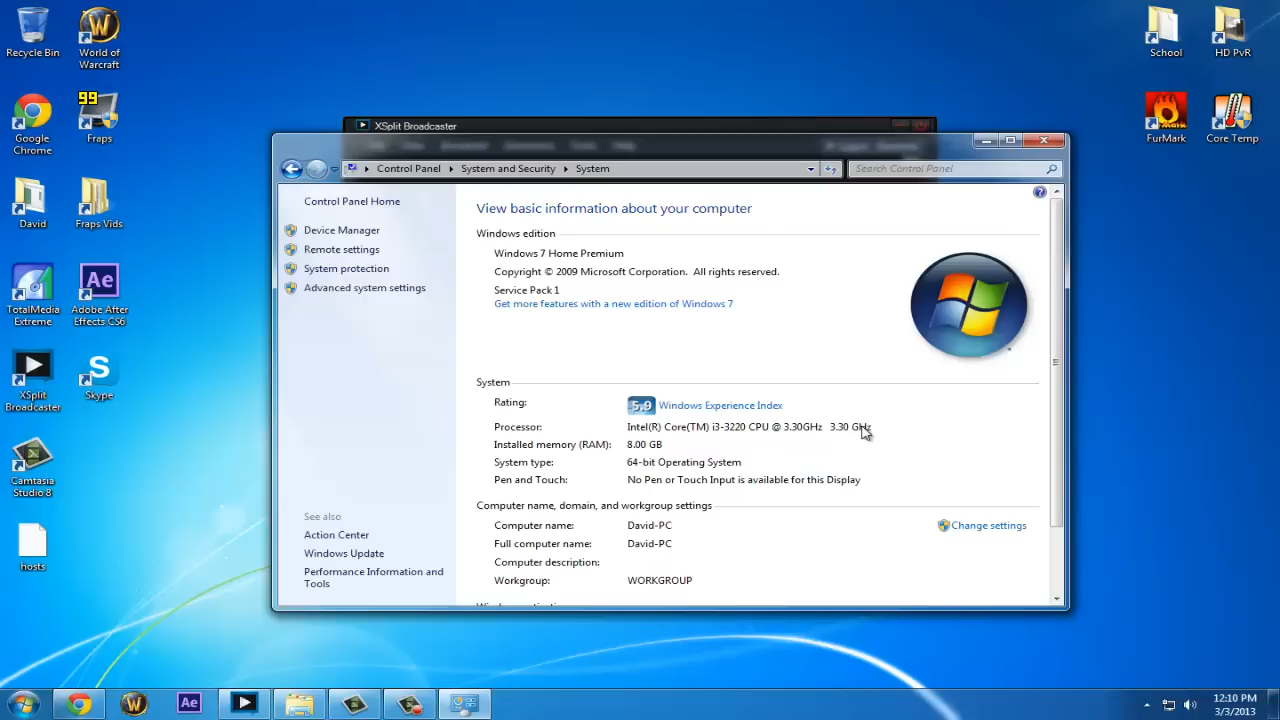 Recycle Bin
World of
Warcraft
School
HD PvR
Google
Chrome
99
Fraps
FurMark
Core Temp
David
Fraps Vids
TotalMedia
Extreme
Ae
Adobe After
Effects CS6
XSplit
Broadcaster
S
Skype
Camtasia
Studio 8
hosts
XSplit Broadcaster
Control Panel
System and Security
System
Search Control Panel
Control Panel Home
Device Manager
Remote settings
System protection
Advanced system settings
See also
Action Center
Windows Update
Performance Information and
Tools
View basic information about your computer
Windows edition
Windows 7 Home Premium
Copyright © 2009 Microsoft Corporation. All rights reserved.
Service Pack 1
Get more features with a new edition of Windows 7
System
Rating: 5.9 Windows Experience Index
Processor: Intel(R) Core(TM) i3-3220 CPU @ 3.30GHz 3.30 GHz
Installed memory (RAM): 8.00 GB
System type: 64-bit Operating System
Pen and Touch: No Pen or Touch Input is available for this Display
Computer name, domain, and workgroup settings
Computer name: David-PC
Change settings
Full computer name: David-PC
Computer description:
Workgroup: WORKGROUP
W
Ae
12:10 PM
3/3/2013